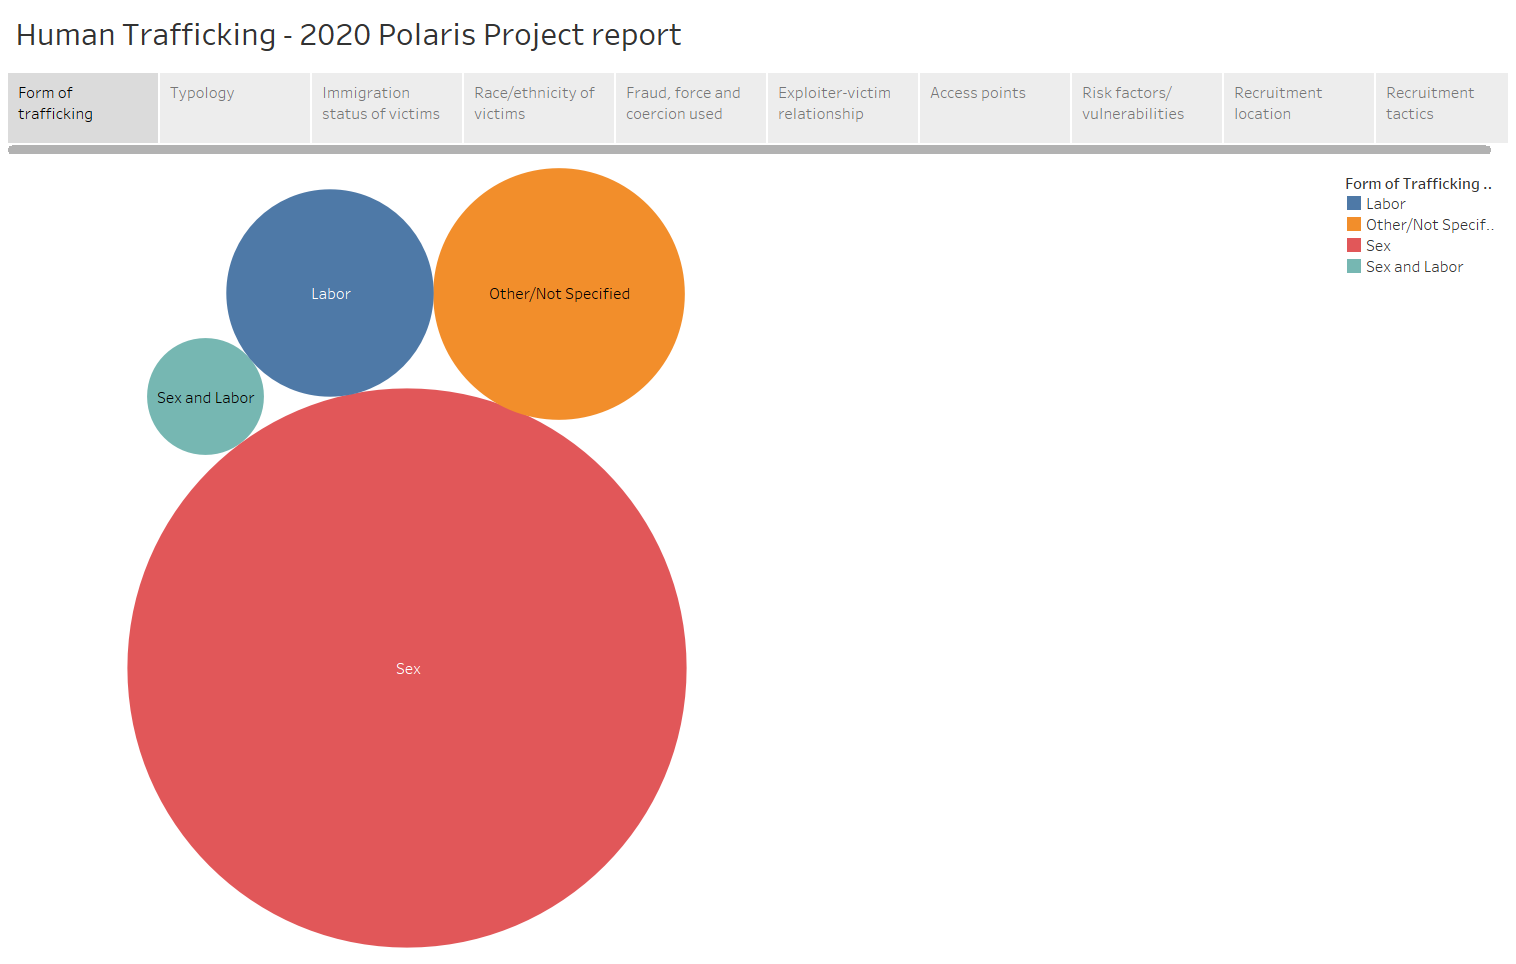 Human Trafficking - 2020 Polaris Project report
Form of
trafficking
Typology
Immigration
status of victims
Race/ethnicity of
victims
Fraud, force and
coercion used
Exploiter-victim
relationship
Access points
Risk factors/
vulnerabilities
Recruitment
location
Recruitment
tactics
Form of Trafficking ..
Labor
Other/Not Specif..
Sex
Sex and Labor
Labor
Other/Not Specified
Sex and Labor
Sex